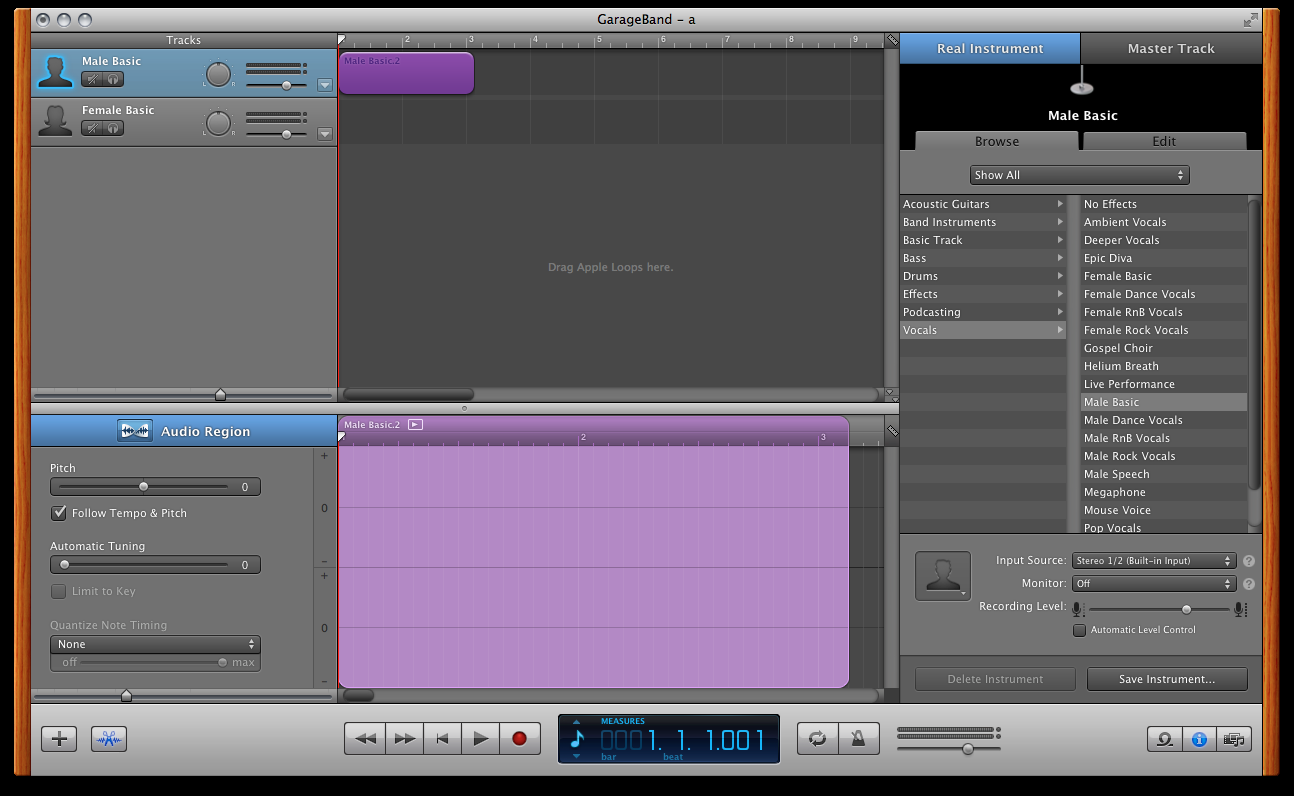 GarageBand – a
Tracks
2 3 4 5 6 7 8 9
Male Basic
L R
Male Basic.2
Female Basic
L R
Drag Apple Loops here.
Real Instrument
Master Track
Male Basic
Browse
Edit
Show All
Acoustic Guitars
Band Instruments
Basic Track
Bass
Drums
Effects
Podcasting
Vocals
No Effects
Ambient Vocals
Deeper Vocals
Epic Diva
Female Basic
Female Dance Vocals
Female RnB Vocals
Female Rock Vocals
Gospel Choir
Helium Breath
Live Performance
Male Basic
Male Dance Vocals
Male RnB Vocals
Male Rock Vocals
Male Speech
Megaphone
Mouse Voice
Pop Vocals
Input Source: Stereo 1/2 (Built-in Input) ?
Monitor: Off ?
Recording Level:
Automatic Level Control
Delete Instrument
Save Instrument...
Audio Region
Pitch
0
Follow Tempo & Pitch
Automatic Tuning
0
Limit to Key
Quantize Note Timing
None
off max
+
0
–
+
0
–
Male Basic.2
2 3
MEASURES
0001. 1. 1.001
bar beat